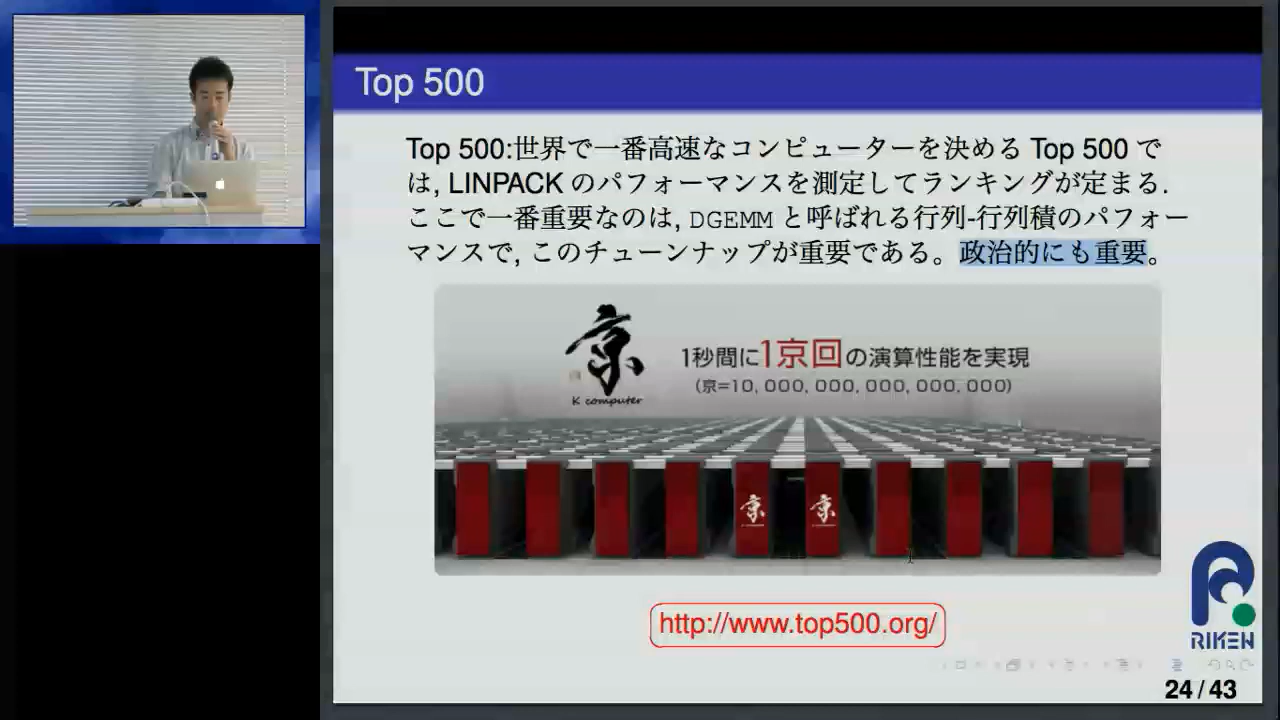 Top 500
Top 500:世界で一番高速なコンピューターを決める Top 500 で
は, LINPACK のパフォーマンスを測定してランキングが定まる.
ここで一番重要なのは, DGEMM と呼ばれる行列-行列積のパフォー
マンスで, このチューンナップが重要である。政治的にも重要。
京
K computer
1秒間に1京回の演算性能を実現
(京=10, 000, 000, 000, 000, 000)
京
京
http://www.top500.org/
RIKEN
24 / 43